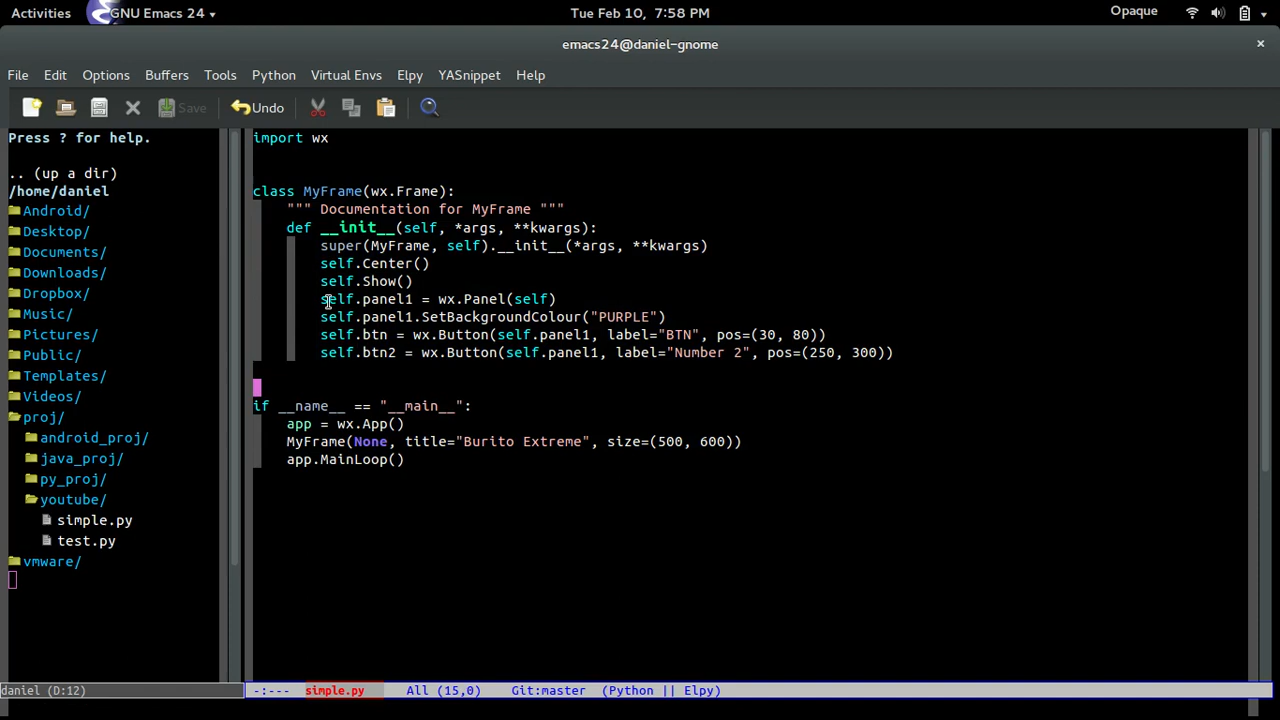 Activities GNU Emacs 24 Tue Feb 10, 7:58 PM Opaque
emacs24@daniel-gnome
File Edit Options Buffers Tools Python Virtual Envs Elpy YASnippet Help
Save Undo
Press ? for help.
.. (up a dir)
/home/daniel
Android/
Desktop/
Documents/
Downloads/
Dropbox/
Music/
Pictures/
Public/
Templates/
Videos/
proj/
android_proj/
java_proj/
py_proj/
youtube/
simple.py
test.py
vmware/
import wx
class MyFrame(wx.Frame):
""" Documentation for MyFrame """
def __init__(self, *args, **kwargs):
super(MyFrame, self).__init__(*args, **kwargs)
self.Center()
self.Show()
self.panel1 = wx.Panel(self)
self.panel1.SetBackgroundColour("PURPLE")
self.btn = wx.Button(self.panel1, label="BTN", pos=(30, 80))
self.btn2 = wx.Button(self.panel1, label="Number 2", pos=(250, 300))
if __name__ == "__main__":
app = wx.App()
MyFrame(None, title="Burito Extreme", size=(500, 600))
app.MainLoop()
daniel (D:12)
-:--- simple.py All (15,0) Git:master (Python || Elpy)